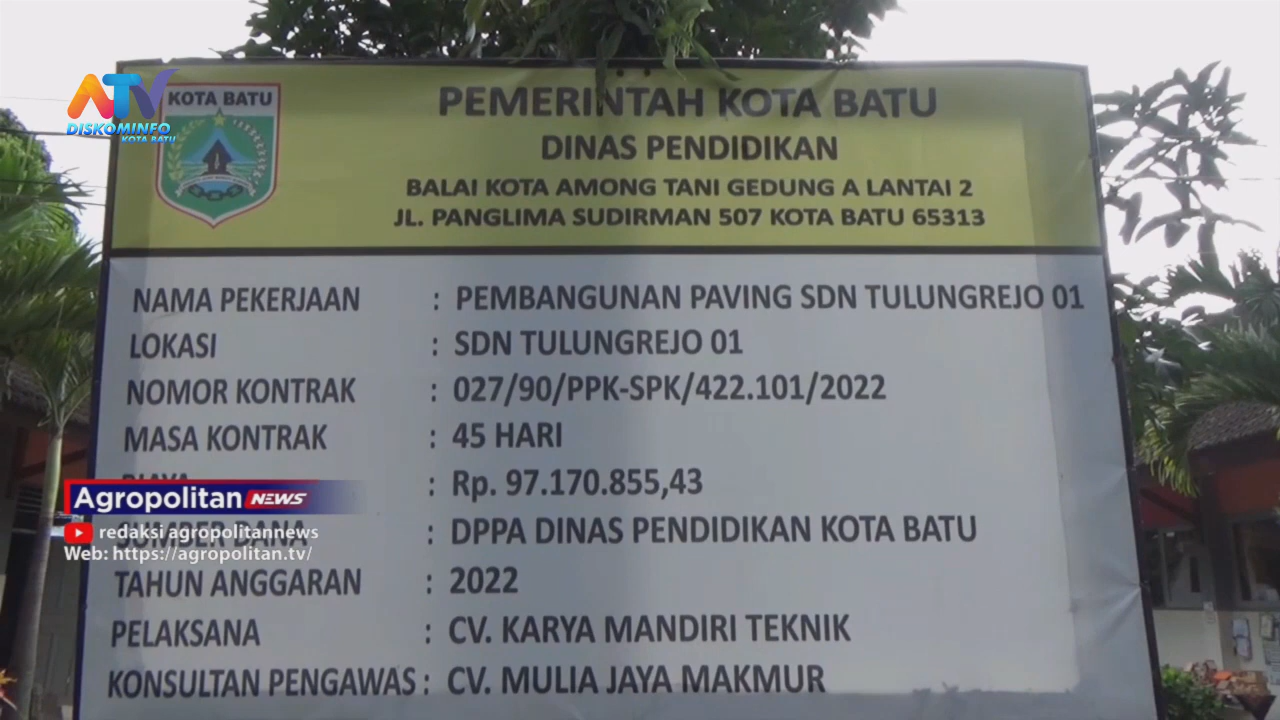 ATV
DISKOMINFO
KOTA BATU
KOTA BATU
PEMERINTAH KOTA BATU
DINAS PENDIDIKAN
BALAI KOTA AMONG TANI GEDUNG A LANTAI 2
JL. PANGLIMA SUDIRMAN 507 KOTA BATU 65313
NAMA PEKERJAAN : PEMBANGUNAN PAVING SDN TULUNGREJO 01
LOKASI : SDN TULUNGREJO 01
NOMOR KONTRAK : 027/90/PPK-SPK/422.101/2022
MASA KONTRAK : 45 HARI
BIAYA : Rp. 97.170.855,43
SUMBER DANA : DPPA DINAS PENDIDIKAN KOTA BATU
TAHUN ANGGARAN : 2022
PELAKSANA : CV. KARYA MANDIRI TEKNIK
KONSULTAN PENGAWAS : CV. MULIA JAYA MAKMUR
Agropolitan NEWS
redaksi agropolitannews
Web: https://agropolitan.tv/